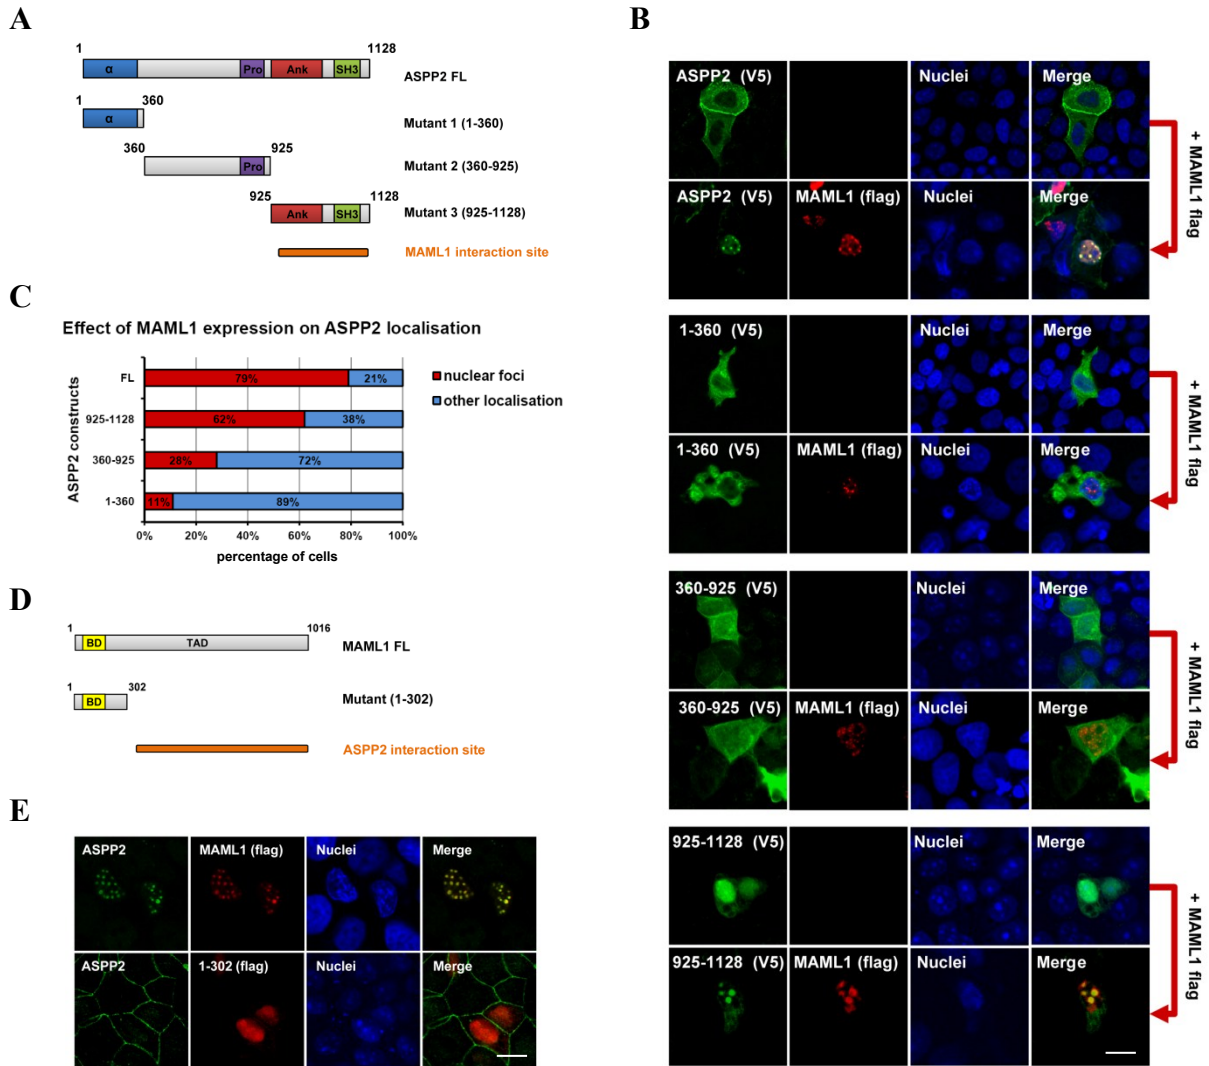 A
1
1128
α
Pro
Ank
SH3
ASPP2 FL
1
360
α
Mutant 1 (1-360)
360
925
Pro
Mutant 2 (360-925)
925
1128
Ank
SH3
Mutant 3 (925-1128)
MAML1 interaction site
B
ASPP2 (V5)
Nuclei
Merge
ASPP2 (V5)
MAML1 (flag)
Nuclei
Merge
+ MAML1 flag
1-360 (V5)
Nuclei
Merge
1-360 (V5)
MAML1 (flag)
Nuclei
Merge
+ MAML1 flag
360-925 (V5)
Nuclei
Merge
360-925 (V5)
MAML1 (flag)
Nuclei
Merge
+ MAML1 flag
925-1128 (V5)
Nuclei
Merge
925-1128 (V5)
MAML1 (flag)
Nuclei
Merge
+ MAML1 flag
C
Effect of MAML1 expression on ASPP2 localisation
ASPP2 constructs
FL
79%
21%
925-1128
62%
38%
360-925
28%
72%
1-360
11%
89%
0%
20%
40%
60%
80%
100%
percentage of cells
nuclear foci
other localisation
D
1
1016
BD
TAD
MAML1 FL
1
302
BD
Mutant (1-302)
ASPP2 interaction site
E
ASPP2
MAML1 (flag)
Nuclei
Merge
ASPP2
1-302 (flag)
Nuclei
Merge